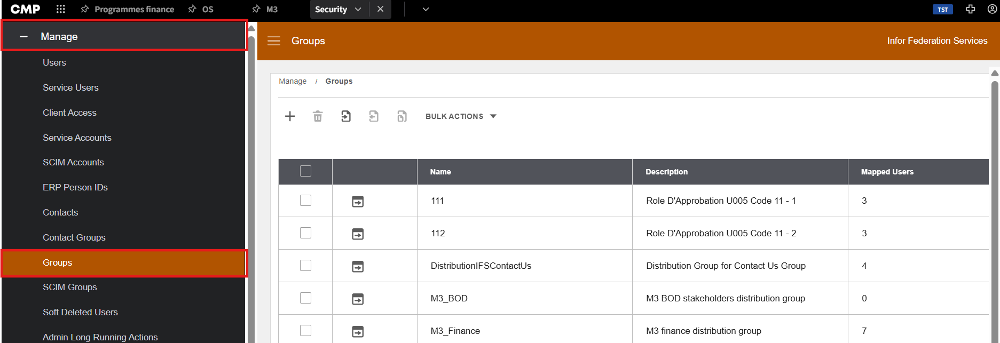 CMP Programmes finance OS M3 Security TST
Manage
Users
Service Users
Client Access
Service Accounts
SCIM Accounts
ERP Person IDs
Contacts
Contact Groups
Groups
SCIM Groups
Soft Deleted Users
Admin Long Running Actions
Groups Infor Federation Services
Manage / Groups
BULK ACTIONS
Name Description Mapped Users
111 Role D'Approbation U005 Code 11 - 1 3
112 Role D'Approbation U005 Code 11 - 2 3
DistributionIFSContactUs Distribution Group for Contact Us Group 4
M3_BOD M3 BOD stakeholders distribution group 0
M3_Finance M3 finance distribution group 7